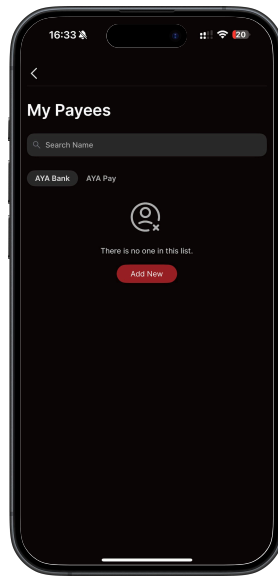 16:33
20
My Payees
Search Name
AYA Bank AYA Pay
There is no one in this list.
Add New